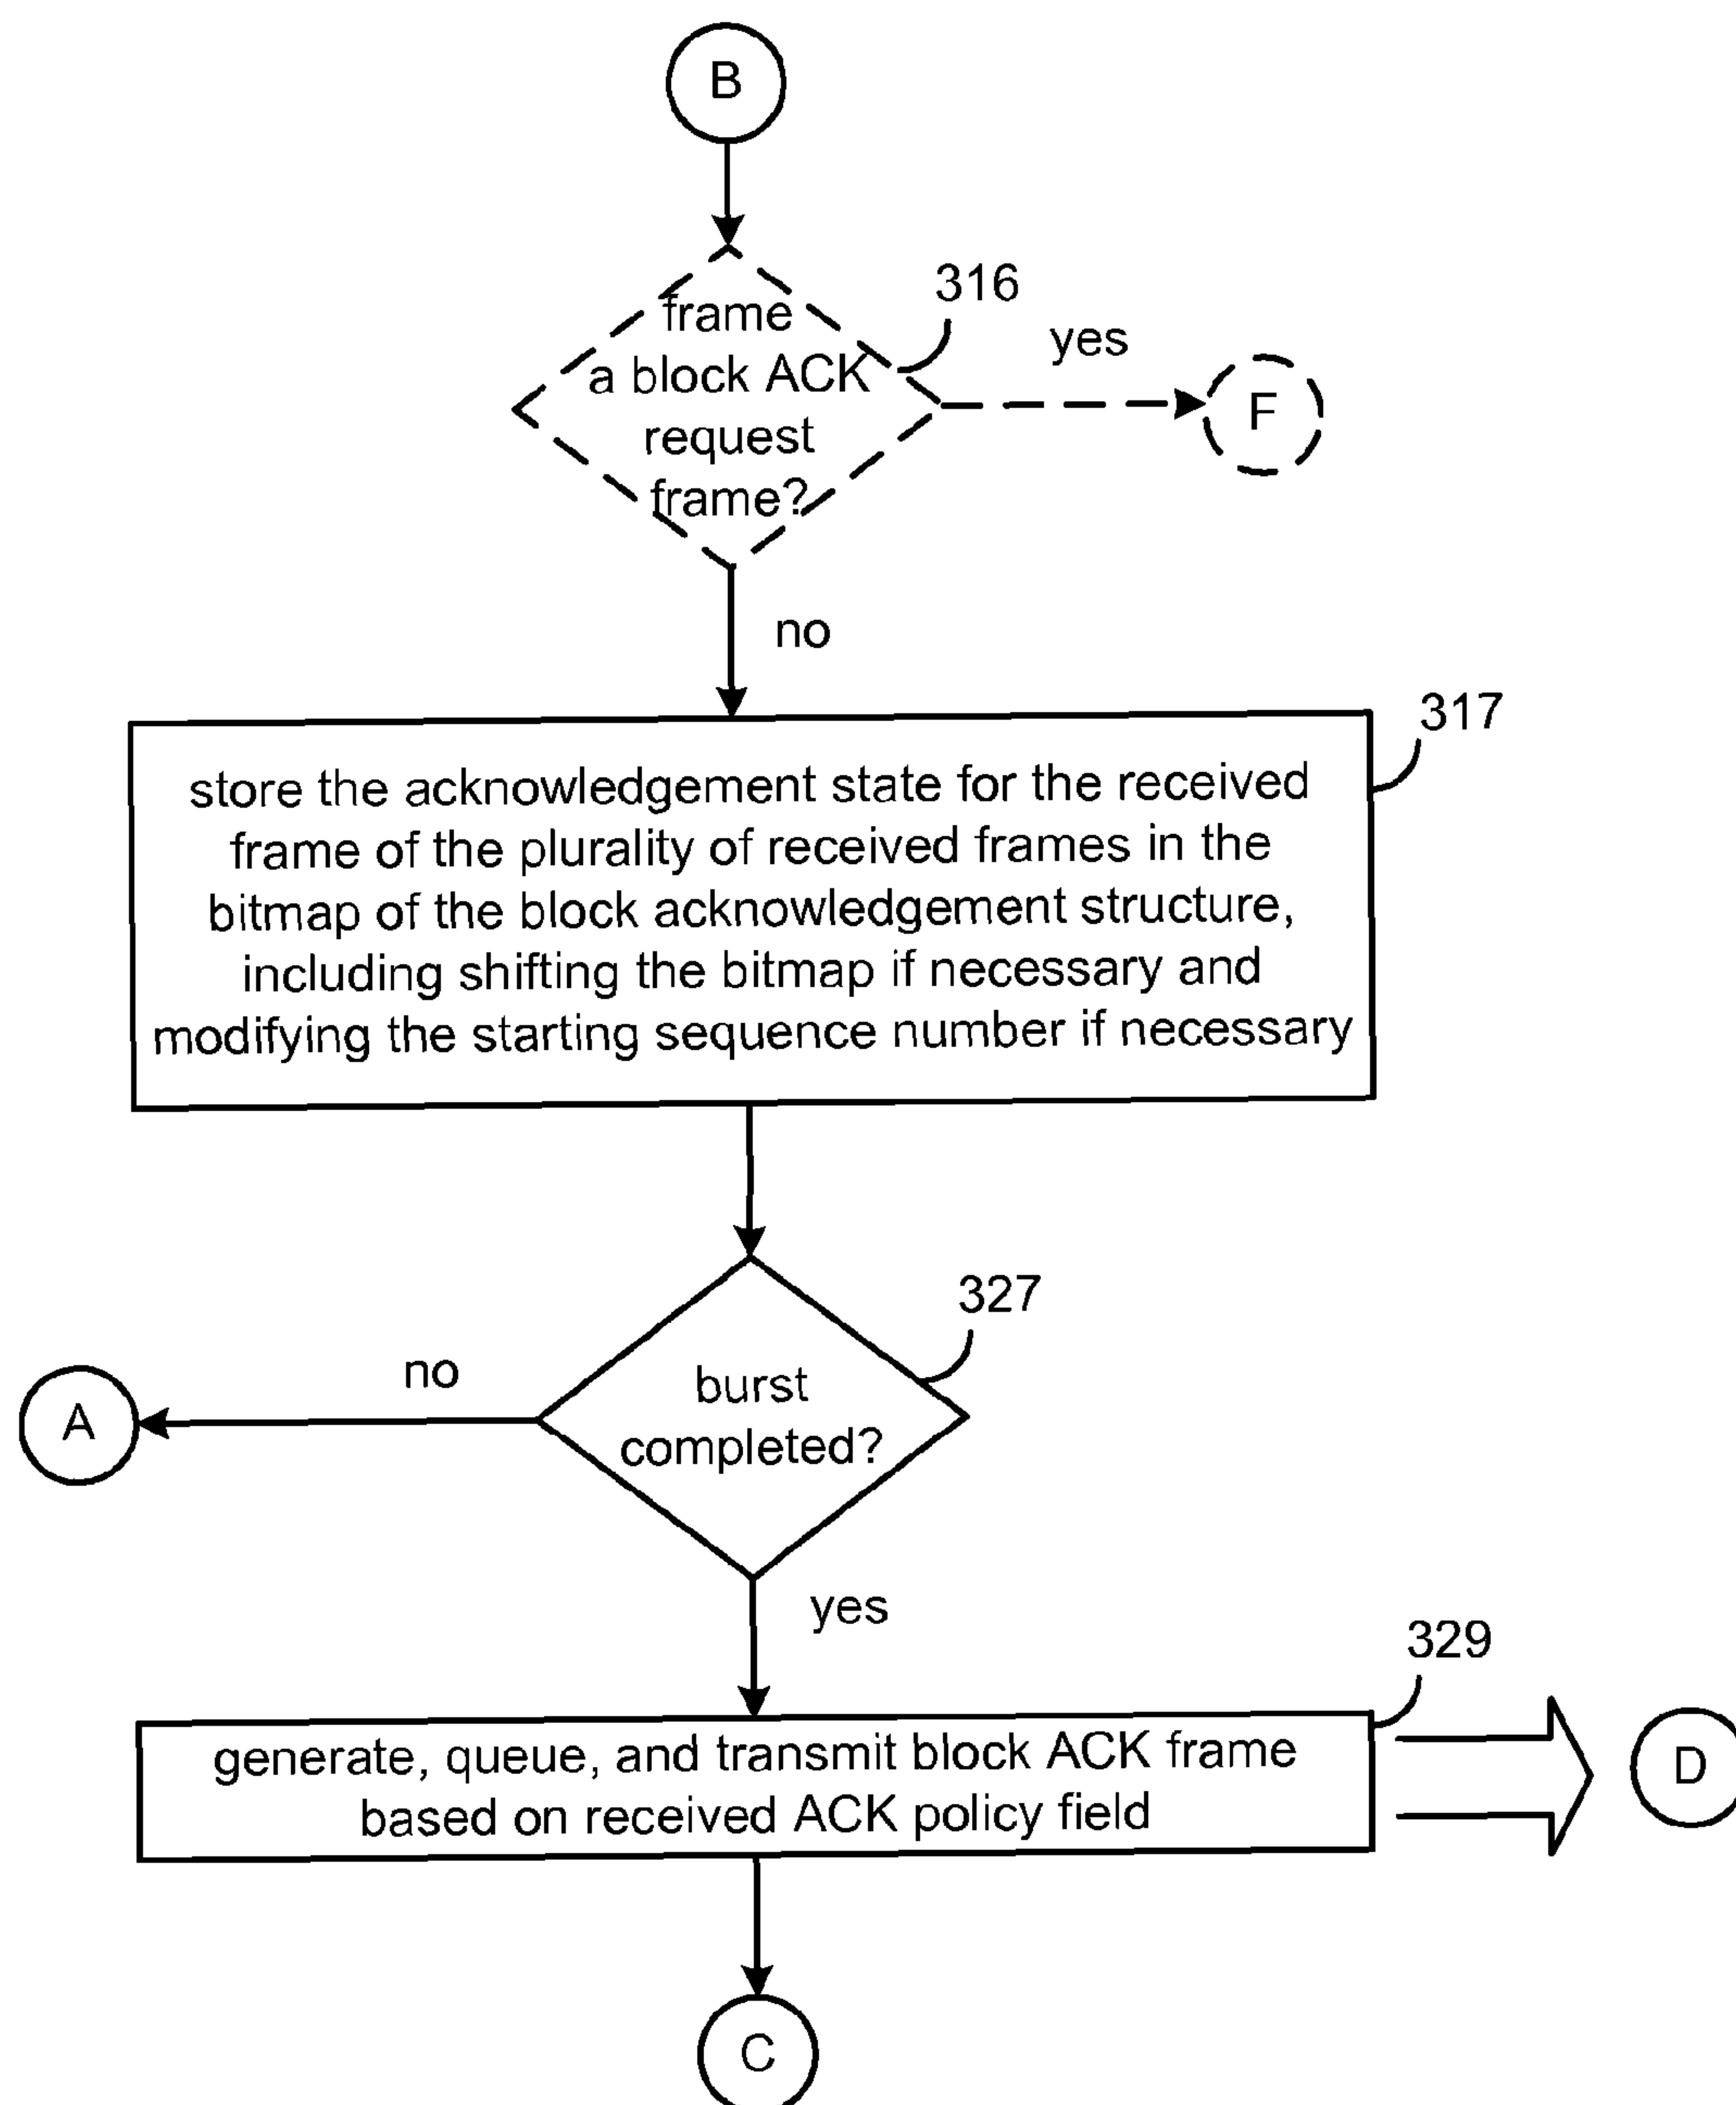 B
316
frame
a block ACK
request
frame?
yes
F
no
317
store the acknowledgement state for the received
frame of the plurality of received frames in the
bitmap of the block acknowledgement structure,
including shifting the bitmap if necessary and
modifying the starting sequence number if necessary
327
burst
completed?
no
A
yes
329
generate, queue, and transmit block ACK frame
based on received ACK policy field
D
C